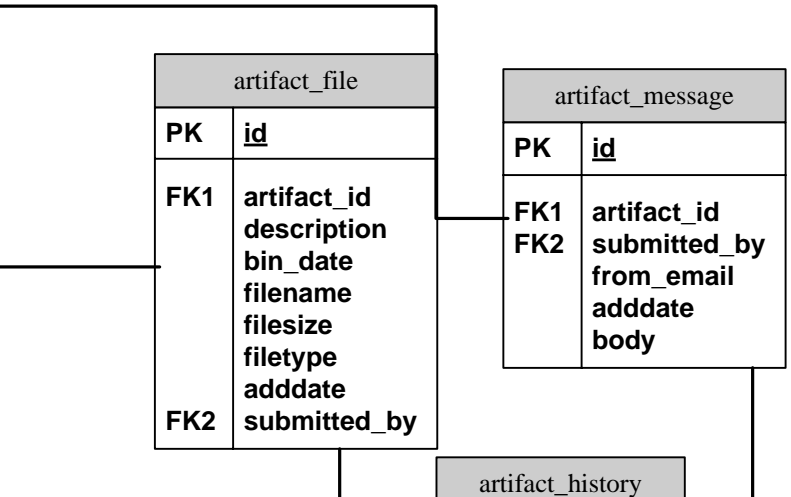 artifact_file
PK id
FK1 artifact_id
description
bin_date
filename
filesize
filetype
adddate
FK2 submitted_by
artifact_message
PK id
FK1 artifact_id
FK2 submitted_by
from_email
adddate
body
artifact_history